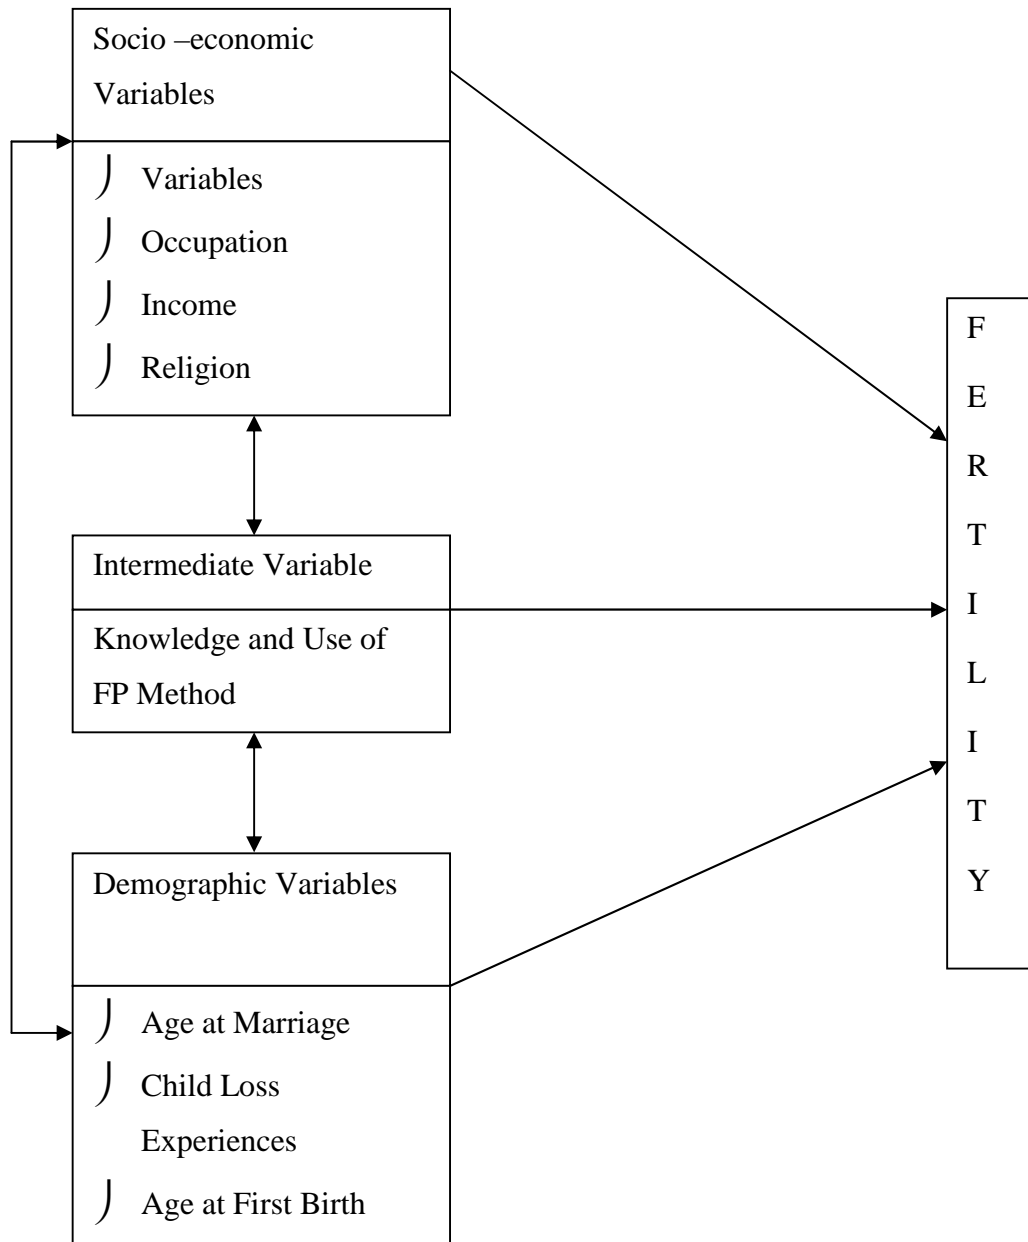 Socio –economic
Variables
Variables
Occupation
Income
Religion
Intermediate Variable
Knowledge and Use of
FP Method
Demographic Variables
Age at Marriage
Child Loss
Experiences
Age at First Birth
F
E
R
T
I
L
I
T
Y